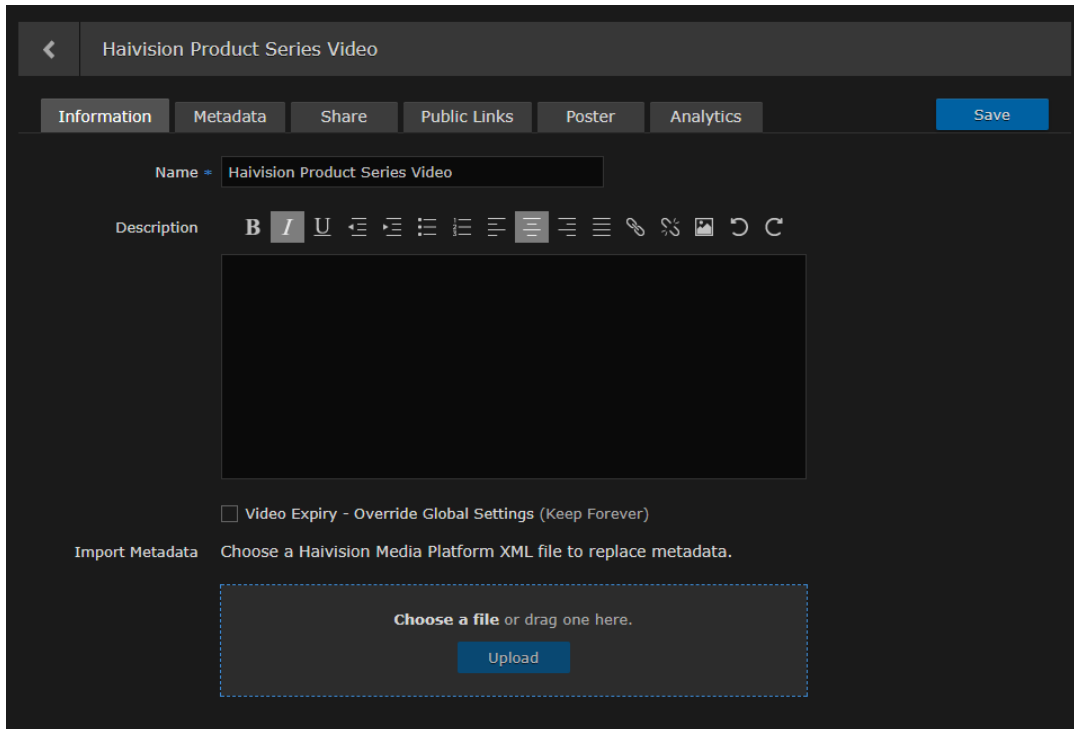 Haivision Product Series Video
Information Metadata Share Public Links Poster Analytics Save
Name * Haivision Product Series Video
Description B I U
Video Expiry - Override Global Settings (Keep Forever)
Import Metadata Choose a Haivision Media Platform XML file to replace metadata.
Choose a file or drag one here.
Upload